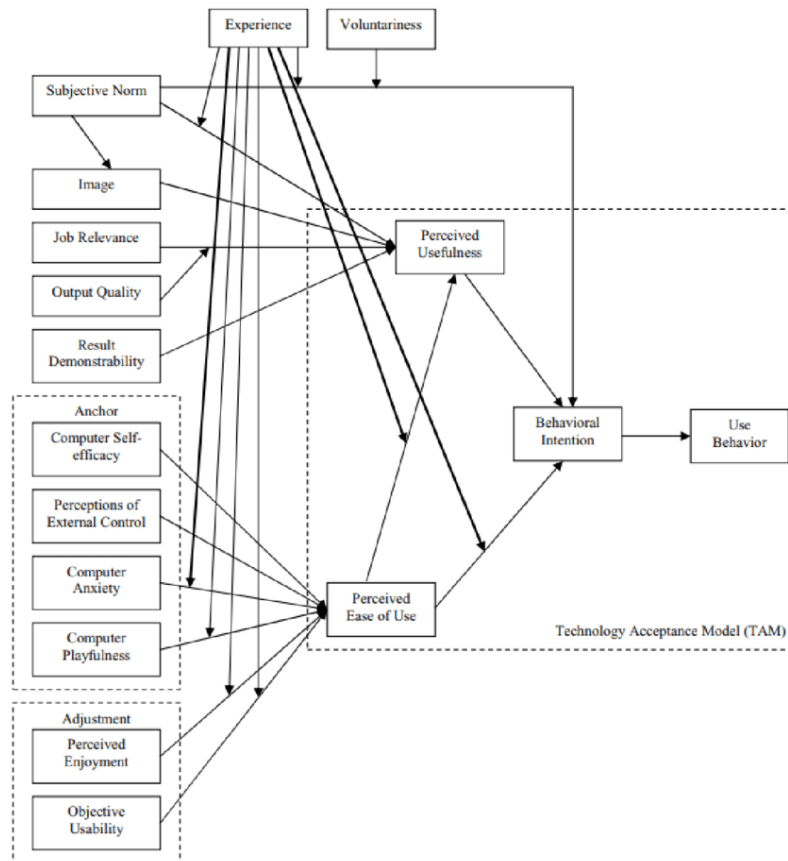 Experience
Voluntariness
Subjective Norm
Image
Job Relevance
Output Quality
Result
Demonstrability
Perceived
Usefulness
Anchor
Computer Self-
efficacy
Perceptions of
External Control
Computer
Anxiety
Computer
Playfulness
Behavioral
Intention
Use
Behavior
Perceived
Ease of Use
Technology Acceptance Model (TAM)
Adjustment
Perceived
Enjoyment
Objective
Usability